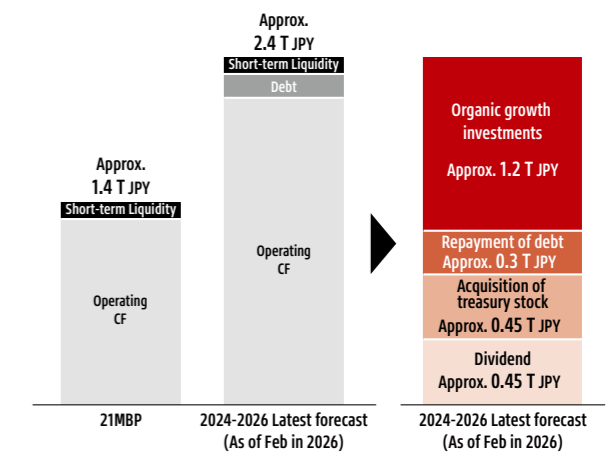 Approx.
1.4 T JPY
Short-term Liquidity
Operating
CF
21MBP
Approx.
2.4 T JPY
Short-term Liquidity
Debt
Operating
CF
2024-2026 Latest forecast
(As of Feb in 2026)
Organic growth
investments
Approx. 1.2 T JPY
Repayment of debt
Approx. 0.3 T JPY
Acquisition of
treasury stock
Approx. 0.45 T JPY
Dividend
Approx. 0.45 T JPY
2024-2026 Latest forecast
(As of Feb in 2026)